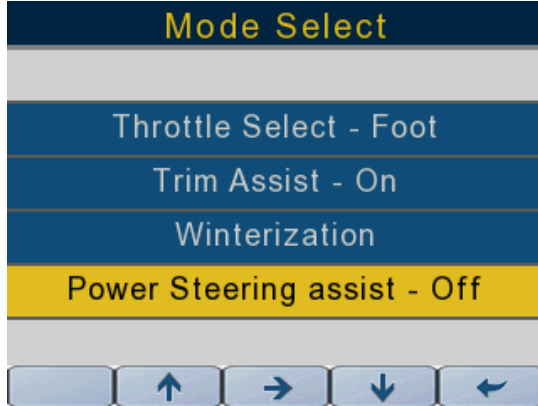 Mode Select
Throttle Select - Foot
Trim Assist - On
Winterization
Power Steering assist - Off